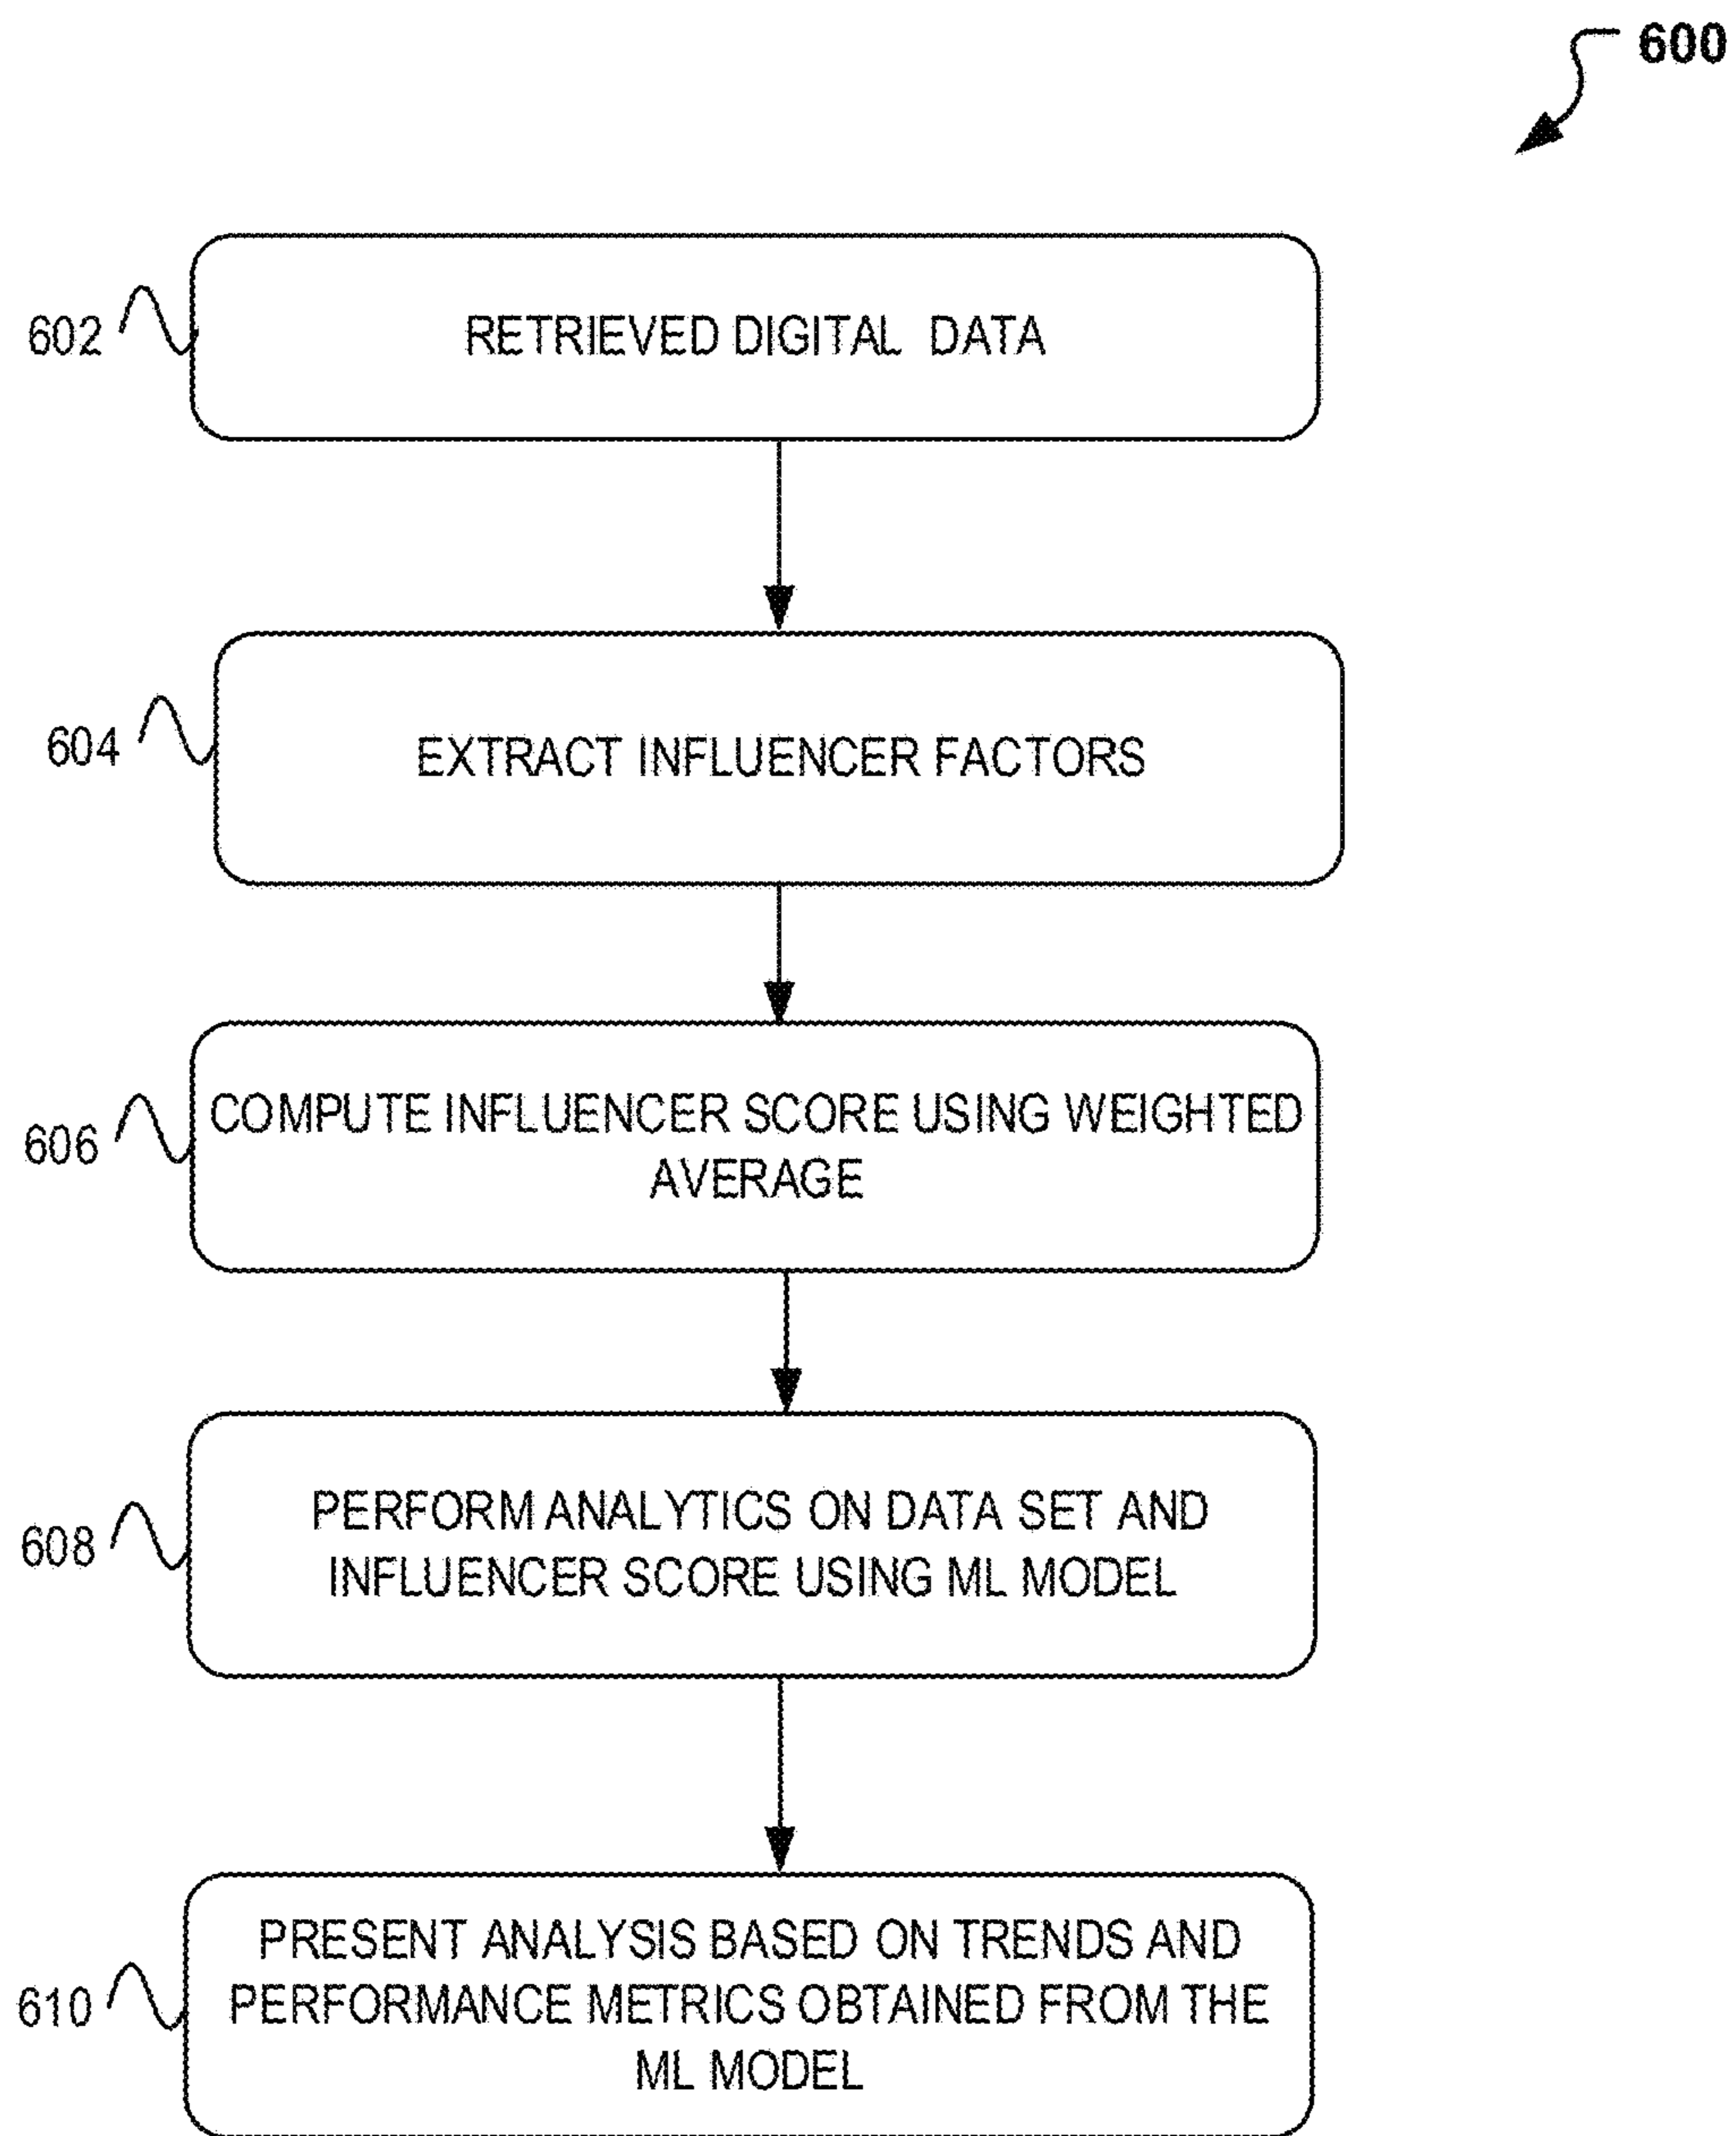 600
602
RETRIEVED DIGITAL DATA
604
EXTRACT INFLUENCER FACTORS
606
COMPUTE INFLUENCER SCORE USING WEIGHTED
AVERAGE
608
PERFORM ANALYTICS ON DATA SET AND
INFLUENCER SCORE USING ML MODEL
610
PRESENT ANALYSIS BASED ON TRENDS AND
PERFORMANCE METRICS OBTAINED FROM THE
ML MODEL